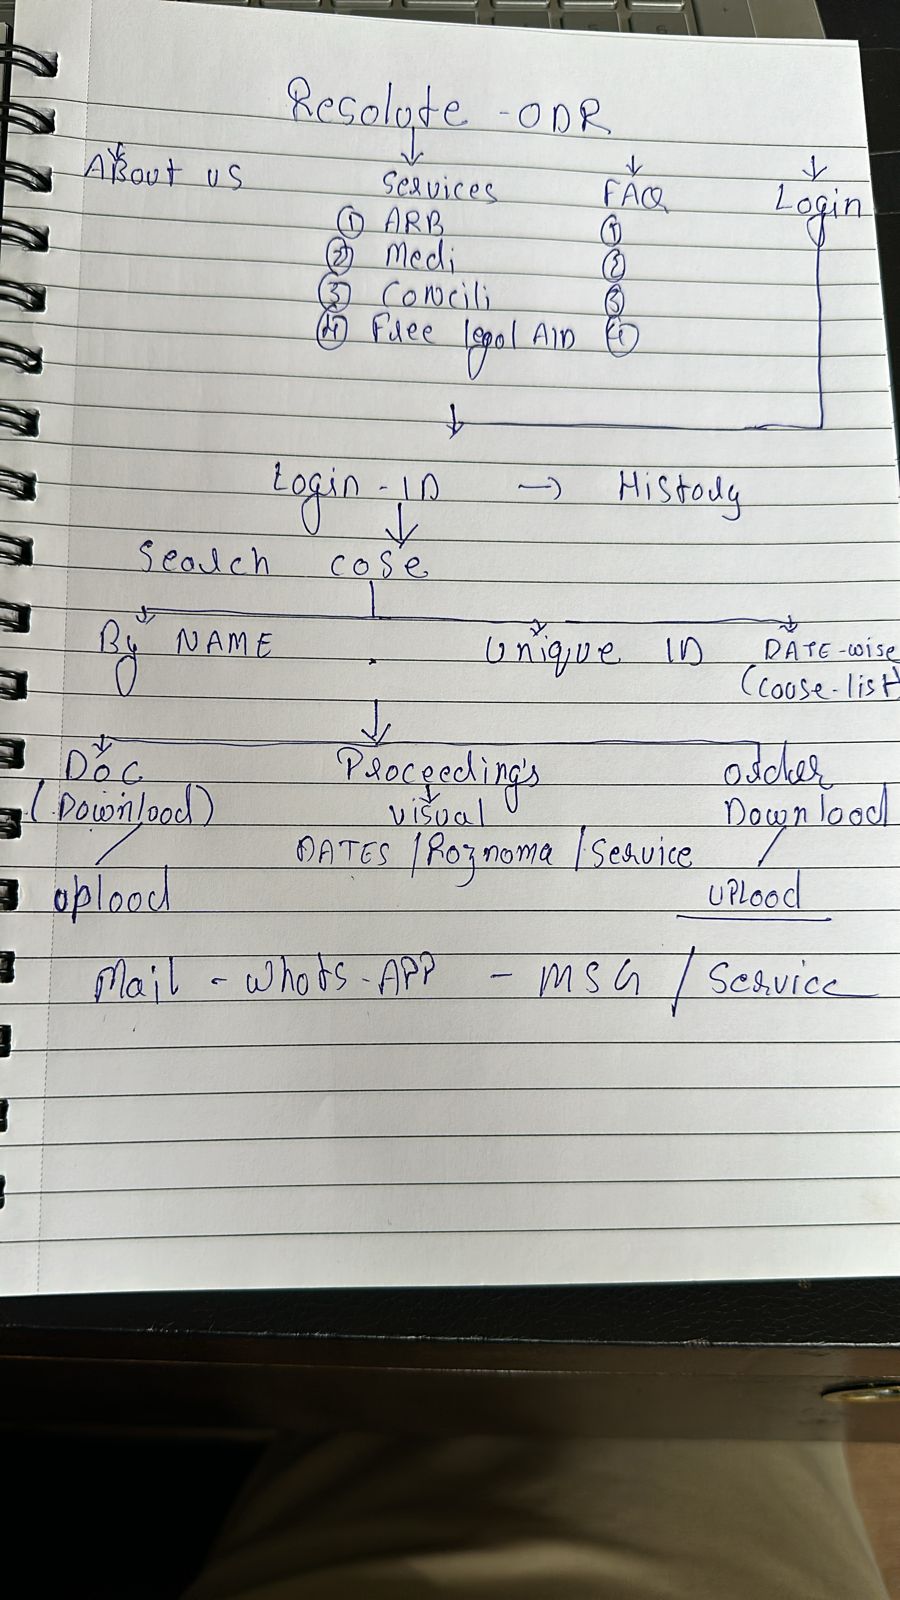 Resolute - ODR
About us
Services
FAQ
Login
① ARB
①
② Medi
②
③ Concili
③
④ Free legal AID
④
Login - ID → History
Search case
By NAME
Unique ID
DATE-wise
(Couse-list)
Doc
Proceeding's
order
(Download)
visual
Download
DATES / Roznama / Service
upload
UPLoad
Mail - Whats-APP - MSG / Service